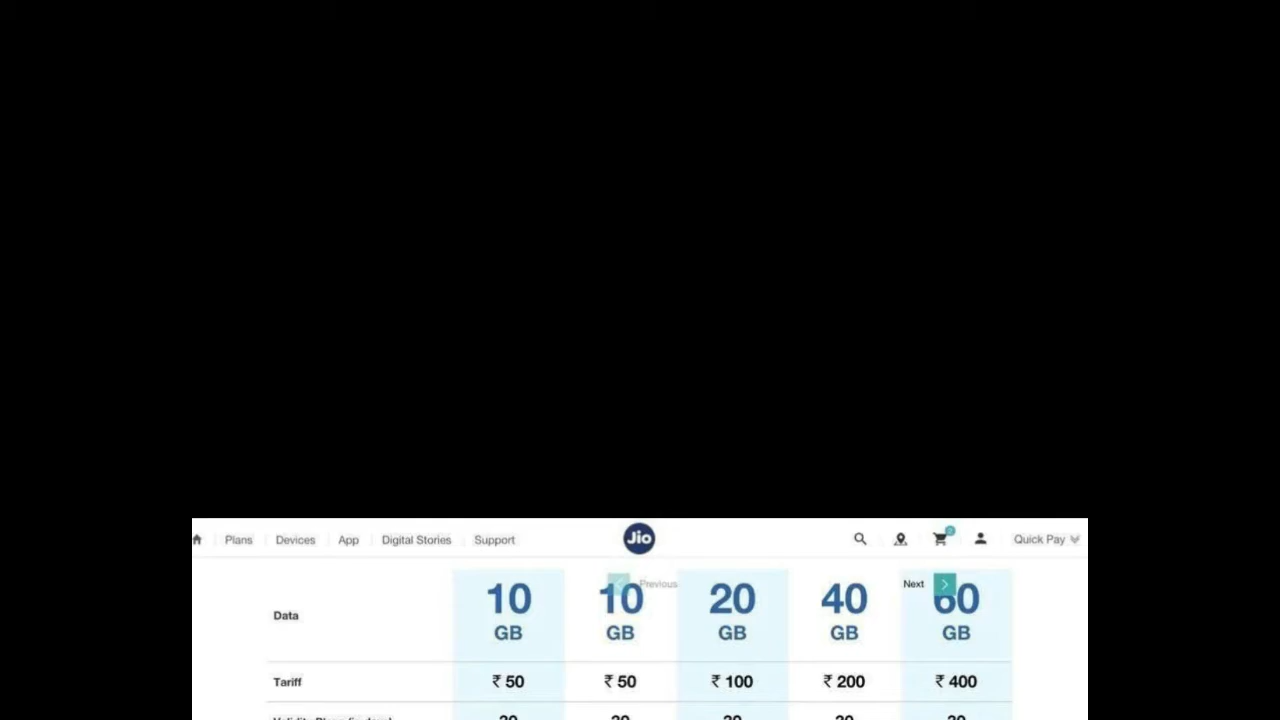 Plans Devices App Digital Stories Support Jio Quick Pay
Previous Next
Data 10 GB 10 GB 20 GB 40 GB 60 GB
Tariff ₹ 50 ₹ 50 ₹ 100 ₹ 200 ₹ 400